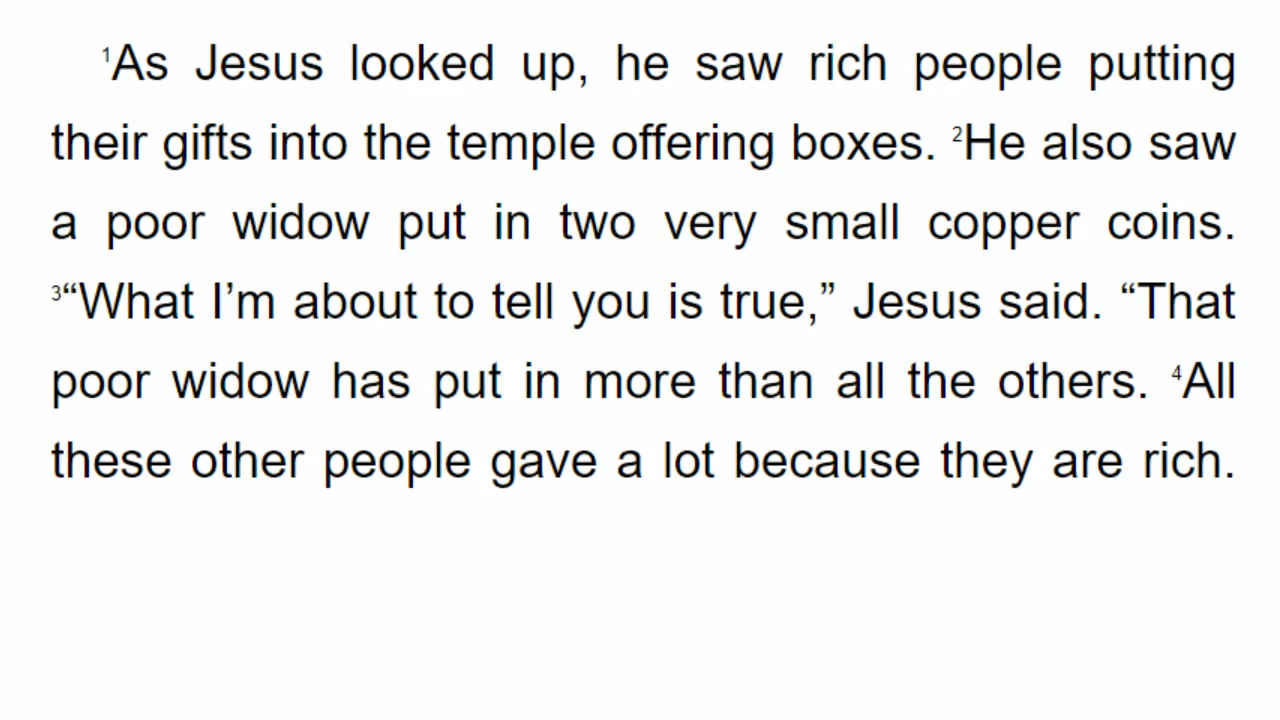 ¹As Jesus looked up, he saw rich people putting
their gifts into the temple offering boxes. ²He also saw
a poor widow put in two very small copper coins.
³“What I’m about to tell you is true,” Jesus said. “That
poor widow has put in more than all the others. ⁴All
these other people gave a lot because they are rich.